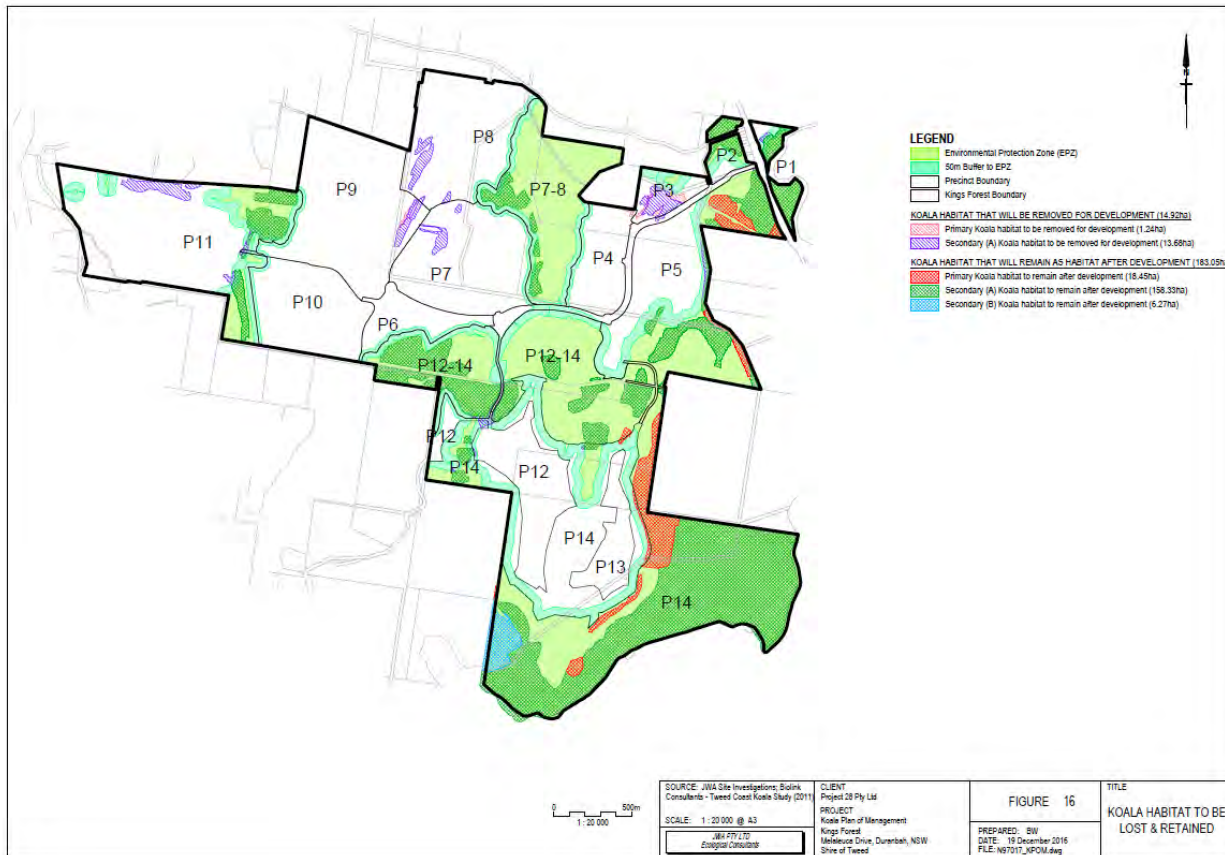 N
LEGEND
Environmental Protection Zone (EPZ)
50m Buffer to EPZ
Precinct Boundary
Kings Forest Boundary
KOALA HABITAT THAT WILL BE REMOVED FOR DEVELOPMENT (14.92ha)
Primary Koala habitat to be removed for development (1.24ha)
Secondary (A) Koala habitat to be removed for development (13.68ha)
KOALA HABITAT THAT WILL REMAIN AS HABITAT AFTER DEVELOPMENT (183.05ha
Primary Koala habitat to remain after development (18.45ha)
Secondary (A) Koala habitat to remain after development (158.33ha)
Secondary (B) Koala habitat to remain after development (6.27ha)
P8
P2
P1
P9
P7-8
P3
P11
P4
P5
P7
P10
P6
P12-14
P12-14
P12
P14
P12
P14
P13
P14
0 500m
1 : 20 000
SOURCE: JWA Site Investigations; Biolink
Consultants - Tweed Coast Koala Study (2011)
SCALE: 1 : 20 000 @ A3
JWA PTY LTD
Ecological Consultants
CLIENT
Project 28 Pty Ltd
PROJECT
Koala Plan of Management
Kings Forest
Melaleuca Drive, Duranbah, NSW
Shire of Tweed
FIGURE 16
PREPARED: BW
DATE: 19 December 2016
FILE: N97017_KPOM.dwg
TITLE
KOALA HABITAT TO BE
LOST & RETAINED